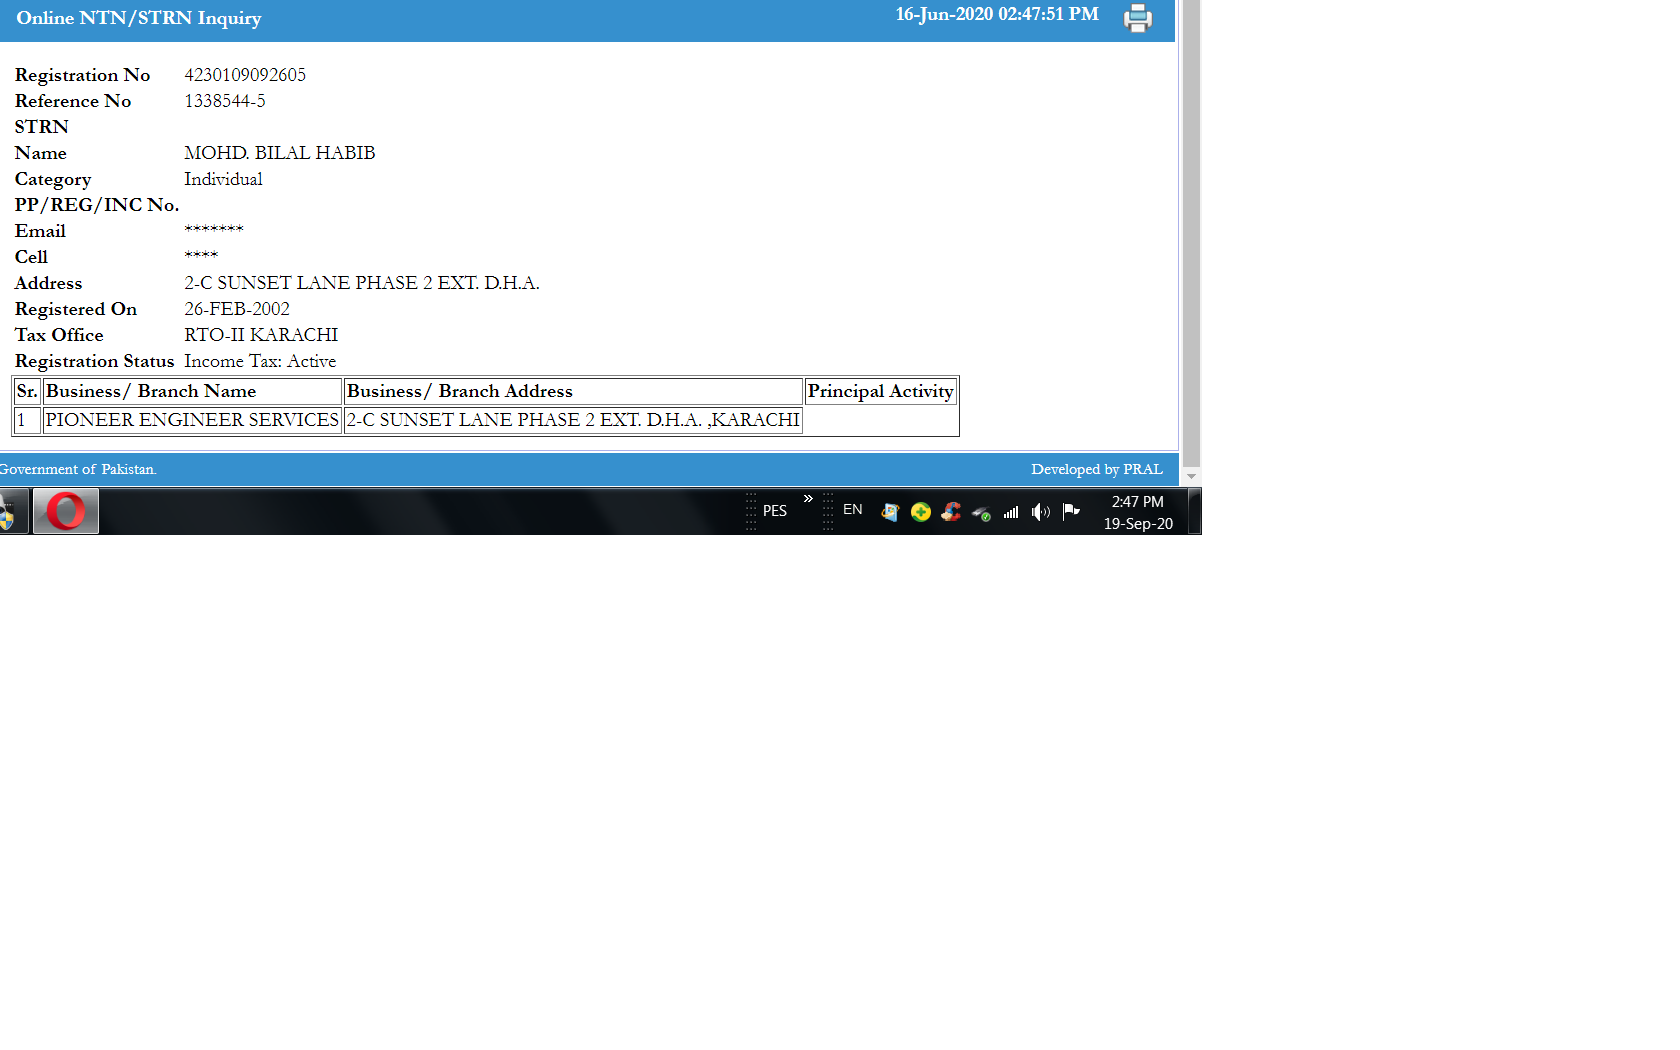 Online NTN/STRN Inquiry 16-Jun-2020 02:47:51 PM
Registration No 4230109092605
Reference No 1338544-5
STRN
Name MOHD. BILAL HABIB
Category Individual
PP/REG/INC No.
Email *******
Cell ****
Address 2-C SUNSET LANE PHASE 2 EXT. D.H.A.
Registered On 26-FEB-2002
Tax Office RTO-II KARACHI
Registration Status Income Tax: Active
Sr. Business/ Branch Name Business/ Branch Address Principal Activity
1 PIONEER ENGINEER SERVICES 2-C SUNSET LANE PHASE 2 EXT. D.H.A. ,KARACHI
Government of Pakistan. Developed by PRAL
PES » EN 2:47 PM
19-Sep-20